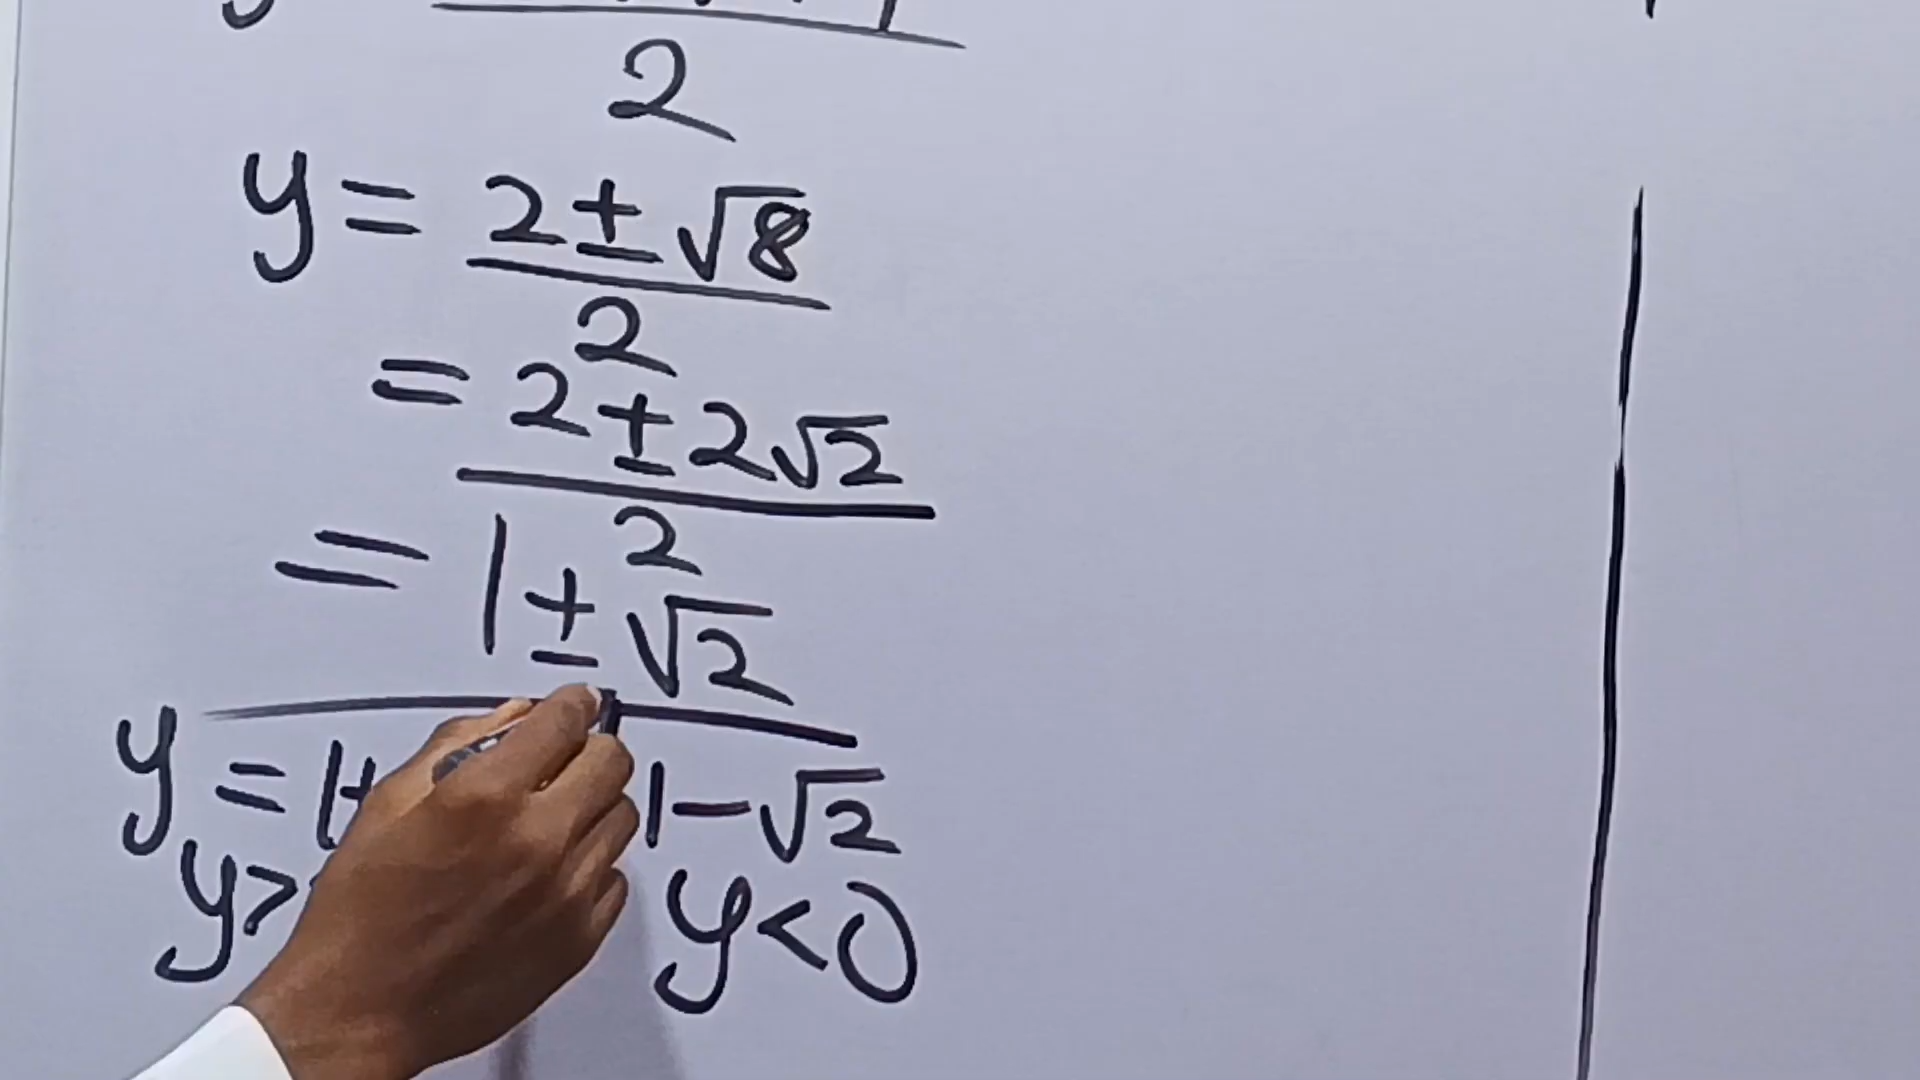 2
y = 2 ± √8
2
= 2 ± 2√2
2
= 1 ± √2
y = 1+ 1 - √2
y > y < 0